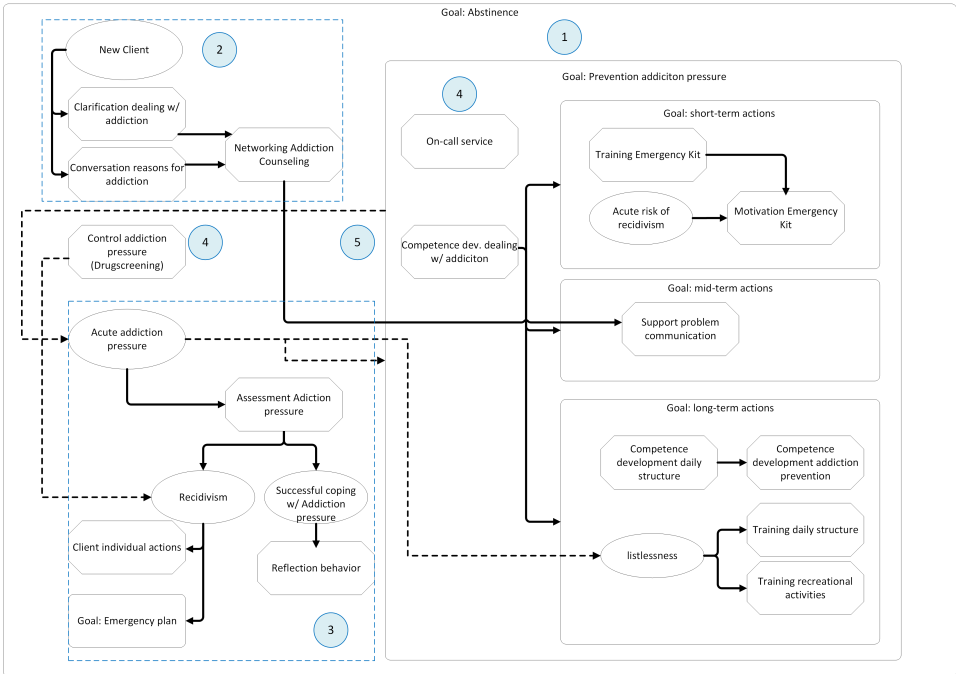 Goal: Abstinence
1
New Client
2
Clarification dealing w/
addiction
Conversation reasons for
addiction
Networking Addiction
Counseling
Goal: Prevention addiciton pressure
4
On-call service
Competence dev. dealing
w/ addiciton
Goal: short-term actions
Training Emergency Kit
Acute risk of
recidivism
Motivation Emergency
Kit
Control addiction
pressure
(Drugscreening)
4
5
Goal: mid-term actions
Support problem
communication
Acute addiction
pressure
Assessment Adiction
pressure
Recidivism
Successful coping
w/ Addiction
pressure
Client individual actions
Reflection behavior
Goal: Emergency plan
3
Goal: long-term actions
Competence
development daily
structure
Competence
development addiction
prevention
Training daily structure
listlessness
Training recreational
activities